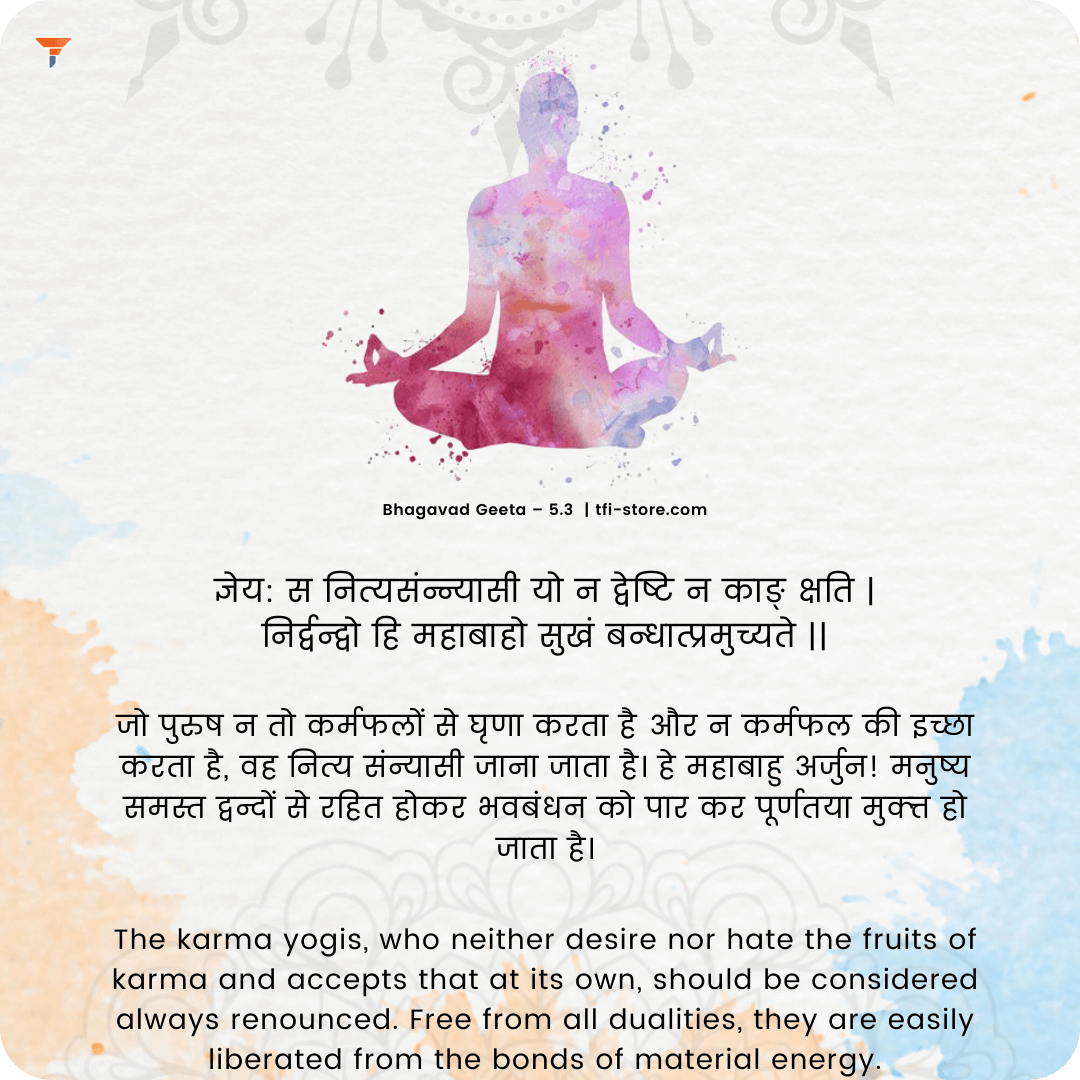 Bhagavad Geeta – 5.3 | tfi-store.com
ज्ञेय: स नित्यसंन्न्यासी यो न द्वेष्टि न काङ् क्षति |
निर्द्वन्द्वो हि महाबाहो सुखं बन्धात्प्रमुच्यते ||
जो पुरुष न तो कर्मफलों से घृणा करता है और न कर्मफल की इच्छा
करता है, वह नित्य संन्यासी जाना जाता है। हे महाबाहु अर्जुन! मनुष्य
समस्त द्वन्दों से रहित होकर भवबंधन को पार कर पूर्णतया मुक्त हो
जाता है।
The karma yogis, who neither desire nor hate the fruits of
karma and accepts that at its own, should be considered
always renounced. Free from all dualities, they are easily
liberated from the bonds of material energy.